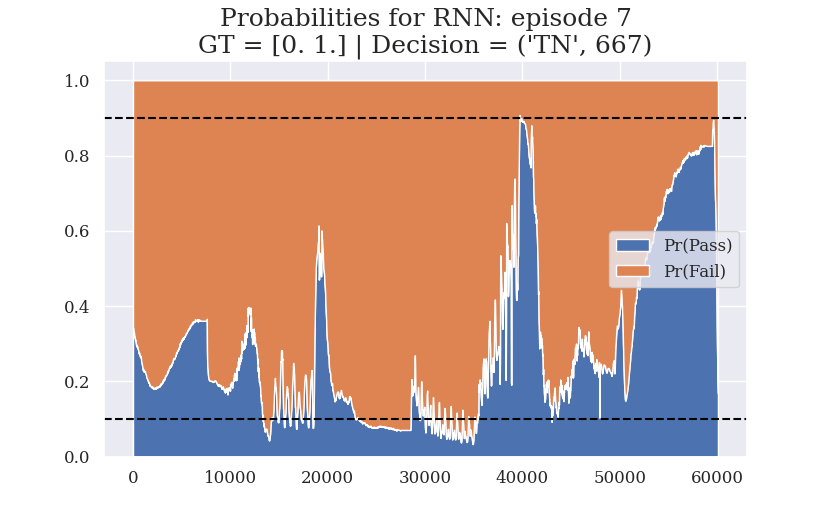 Probabilities for RNN: episode 7
GT = [0. 1.] | Decision = ('TN', 667)
1.0
0.8
0.6
0.4
0.2
0.0
Pr(Pass)
Pr(Fail)
0 10000 20000 30000 40000 50000 60000